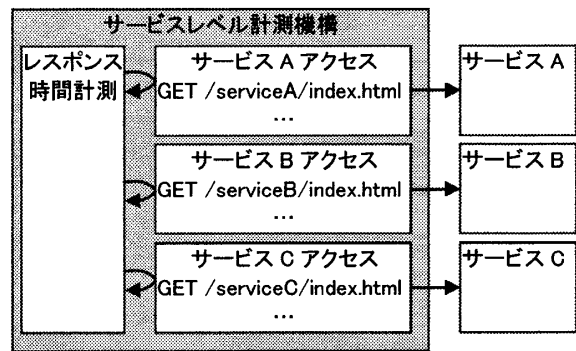 サービスレベル計測機構
レスポンス
時間計測
サービス A アクセス
GET /serviceA/index.html
…
サービス A
サービス B アクセス
GET /serviceB/index.html
…
サービス B
サービス C アクセス
GET /serviceC/index.html
…
サービス C